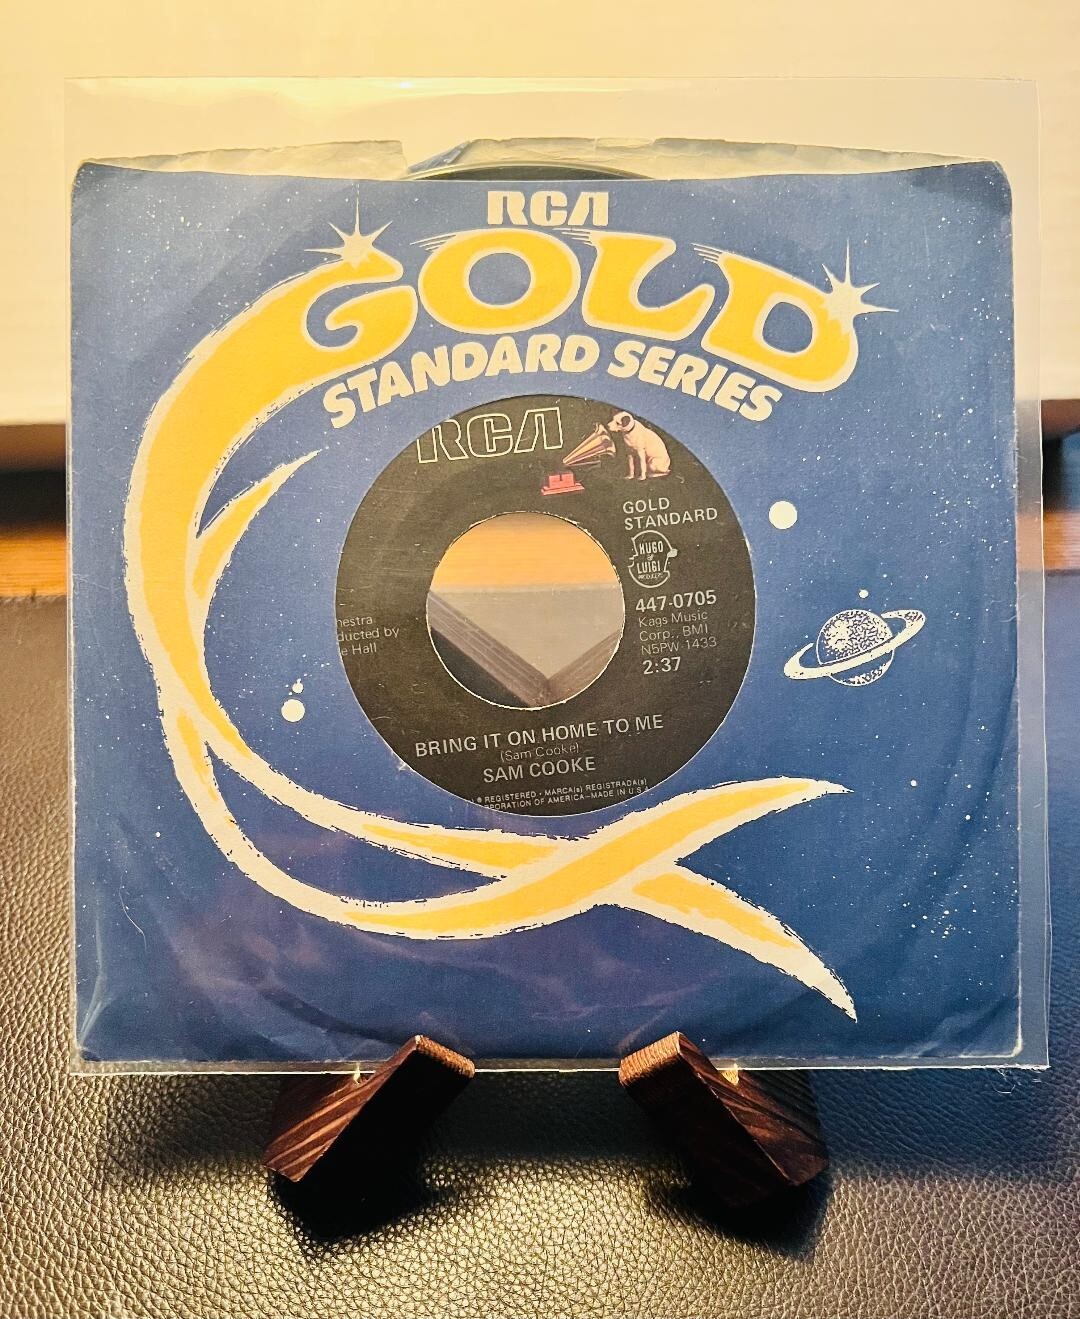 RCA
GOLD
STANDARD SERIES
RCA
GOLD
STANDARD
HUGO
&
LUIGI
PRODUCTIONS
447-0705
Kags Music
Corp., BMI
N5PW-1433
2:37
hestra
ducted by
e Hall
BRING IT ON HOME TO ME
(Sam Cooke)
SAM COOKE
® REGISTERED • MARCA(s) REGISTRADA(s)
PORATION OF AMERICA—MADE IN U.S.A